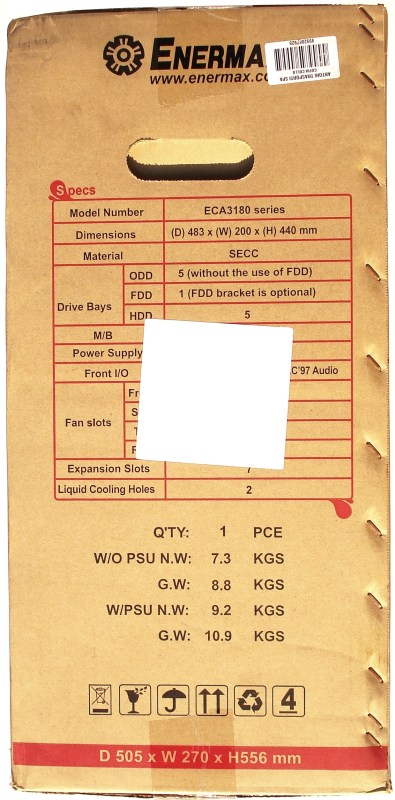 ENERMA
www.enermax.co
Specs
Model Number ECA3180 series
Dimensions (D) 483 x (W) 200 x (H) 440 mm
Material SECC
Drive Bays
ODD 5 (without the use of FDD)
FDD 1 (FDD bracket is optional)
HDD 5
M/B
Power Supply
Front I/O C'97 Audio
Fan slots
Expansion Slots 7
Liquid Cooling Holes 2
Q'TY: 1 PCE
W/O PSU N.W: 7.3 KGS
G.W: 8.8 KGS
W/PSU N.W: 9.2 KGS
G.W: 10.9 KGS
4
D 505 x W 270 x H556 mm